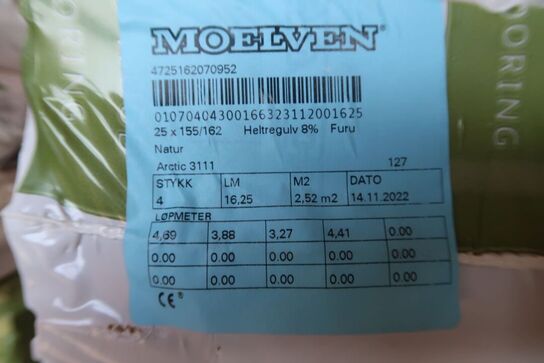 MOELVEN®
4725162070952
01070404300166323112001625
25 x 155/162 Heltregulv 8% Furu
Natur
Arctic 3111 127
STYKK LM M2 DATO
4 16,25 2,52 m2 14.11.2022
LØPMETER
4,69 3,88 3,27 4,41 0.00
0.00 0.00 0.00 0.00 0.00
0.00 0.00 0.00 0.00 0.00
CE®
OORING
OORING